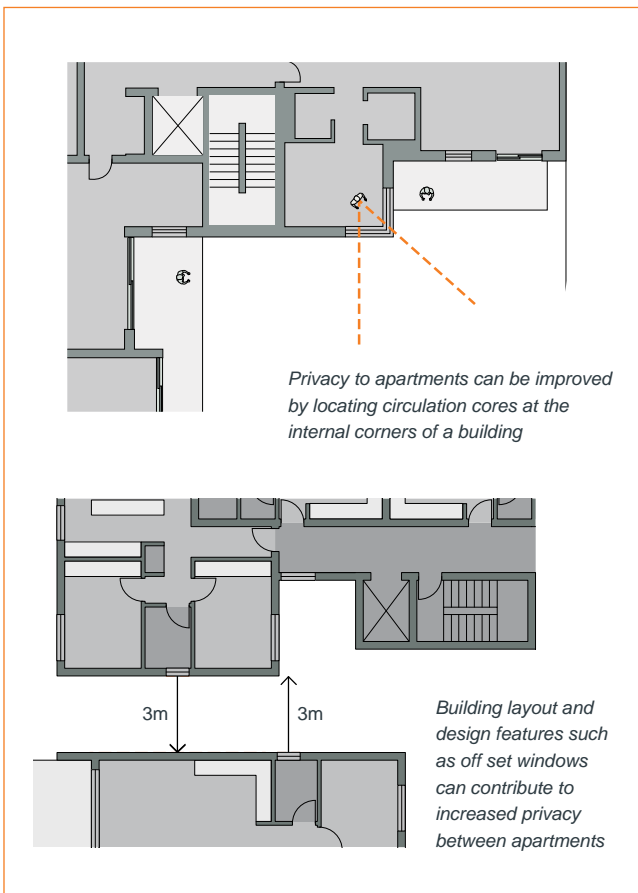 Privacy to apartments can be improved
by locating circulation cores at the
internal corners of a building
3m
3m
Building layout and
design features such
as off set windows
can contribute to
increased privacy
between apartments